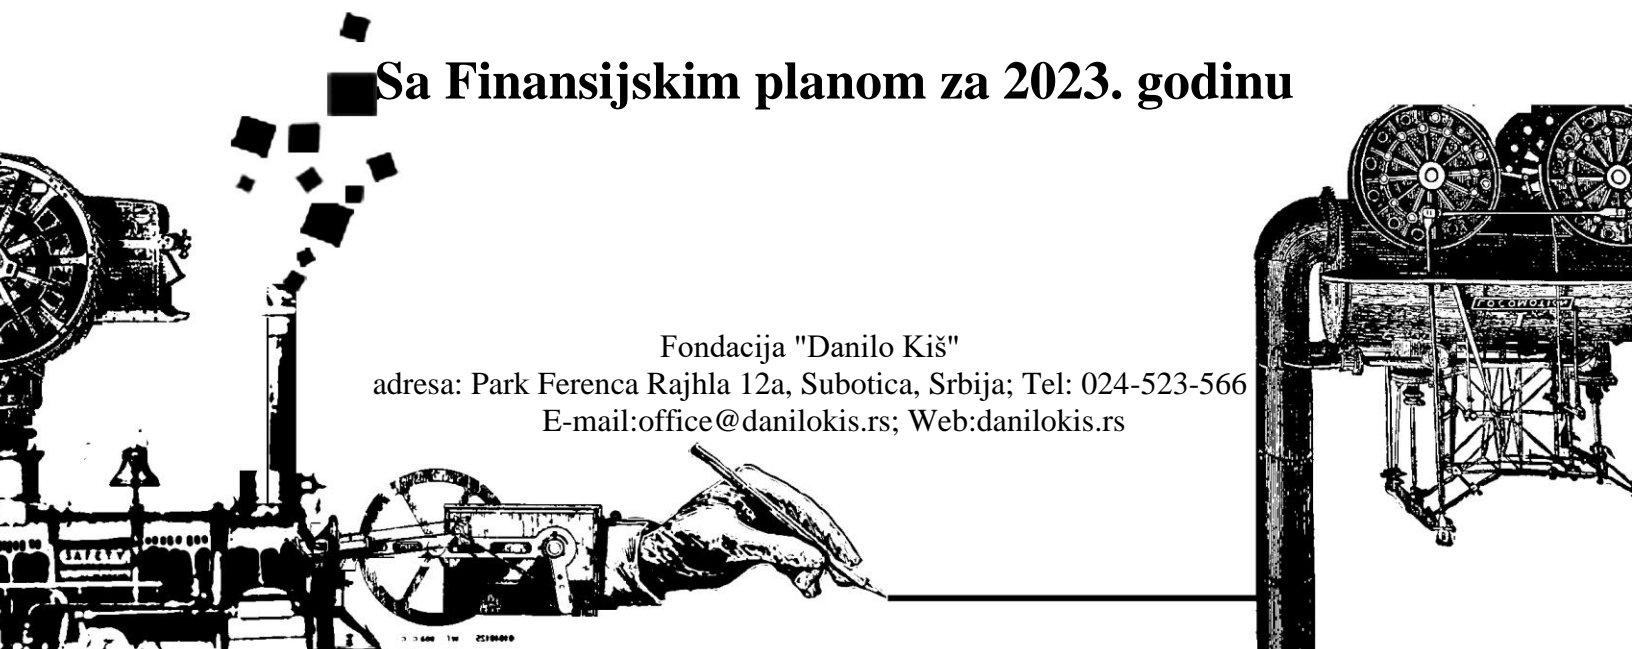 Sa Finansijskim planom za 2023. godinu
Fondacija "Danilo Kiš"
adresa: Park Ferenca Rajhla 12a, Subotica, Srbija; Tel: 024-523-566
E-mail:office@danilokis.rs; Web:danilokis.rs